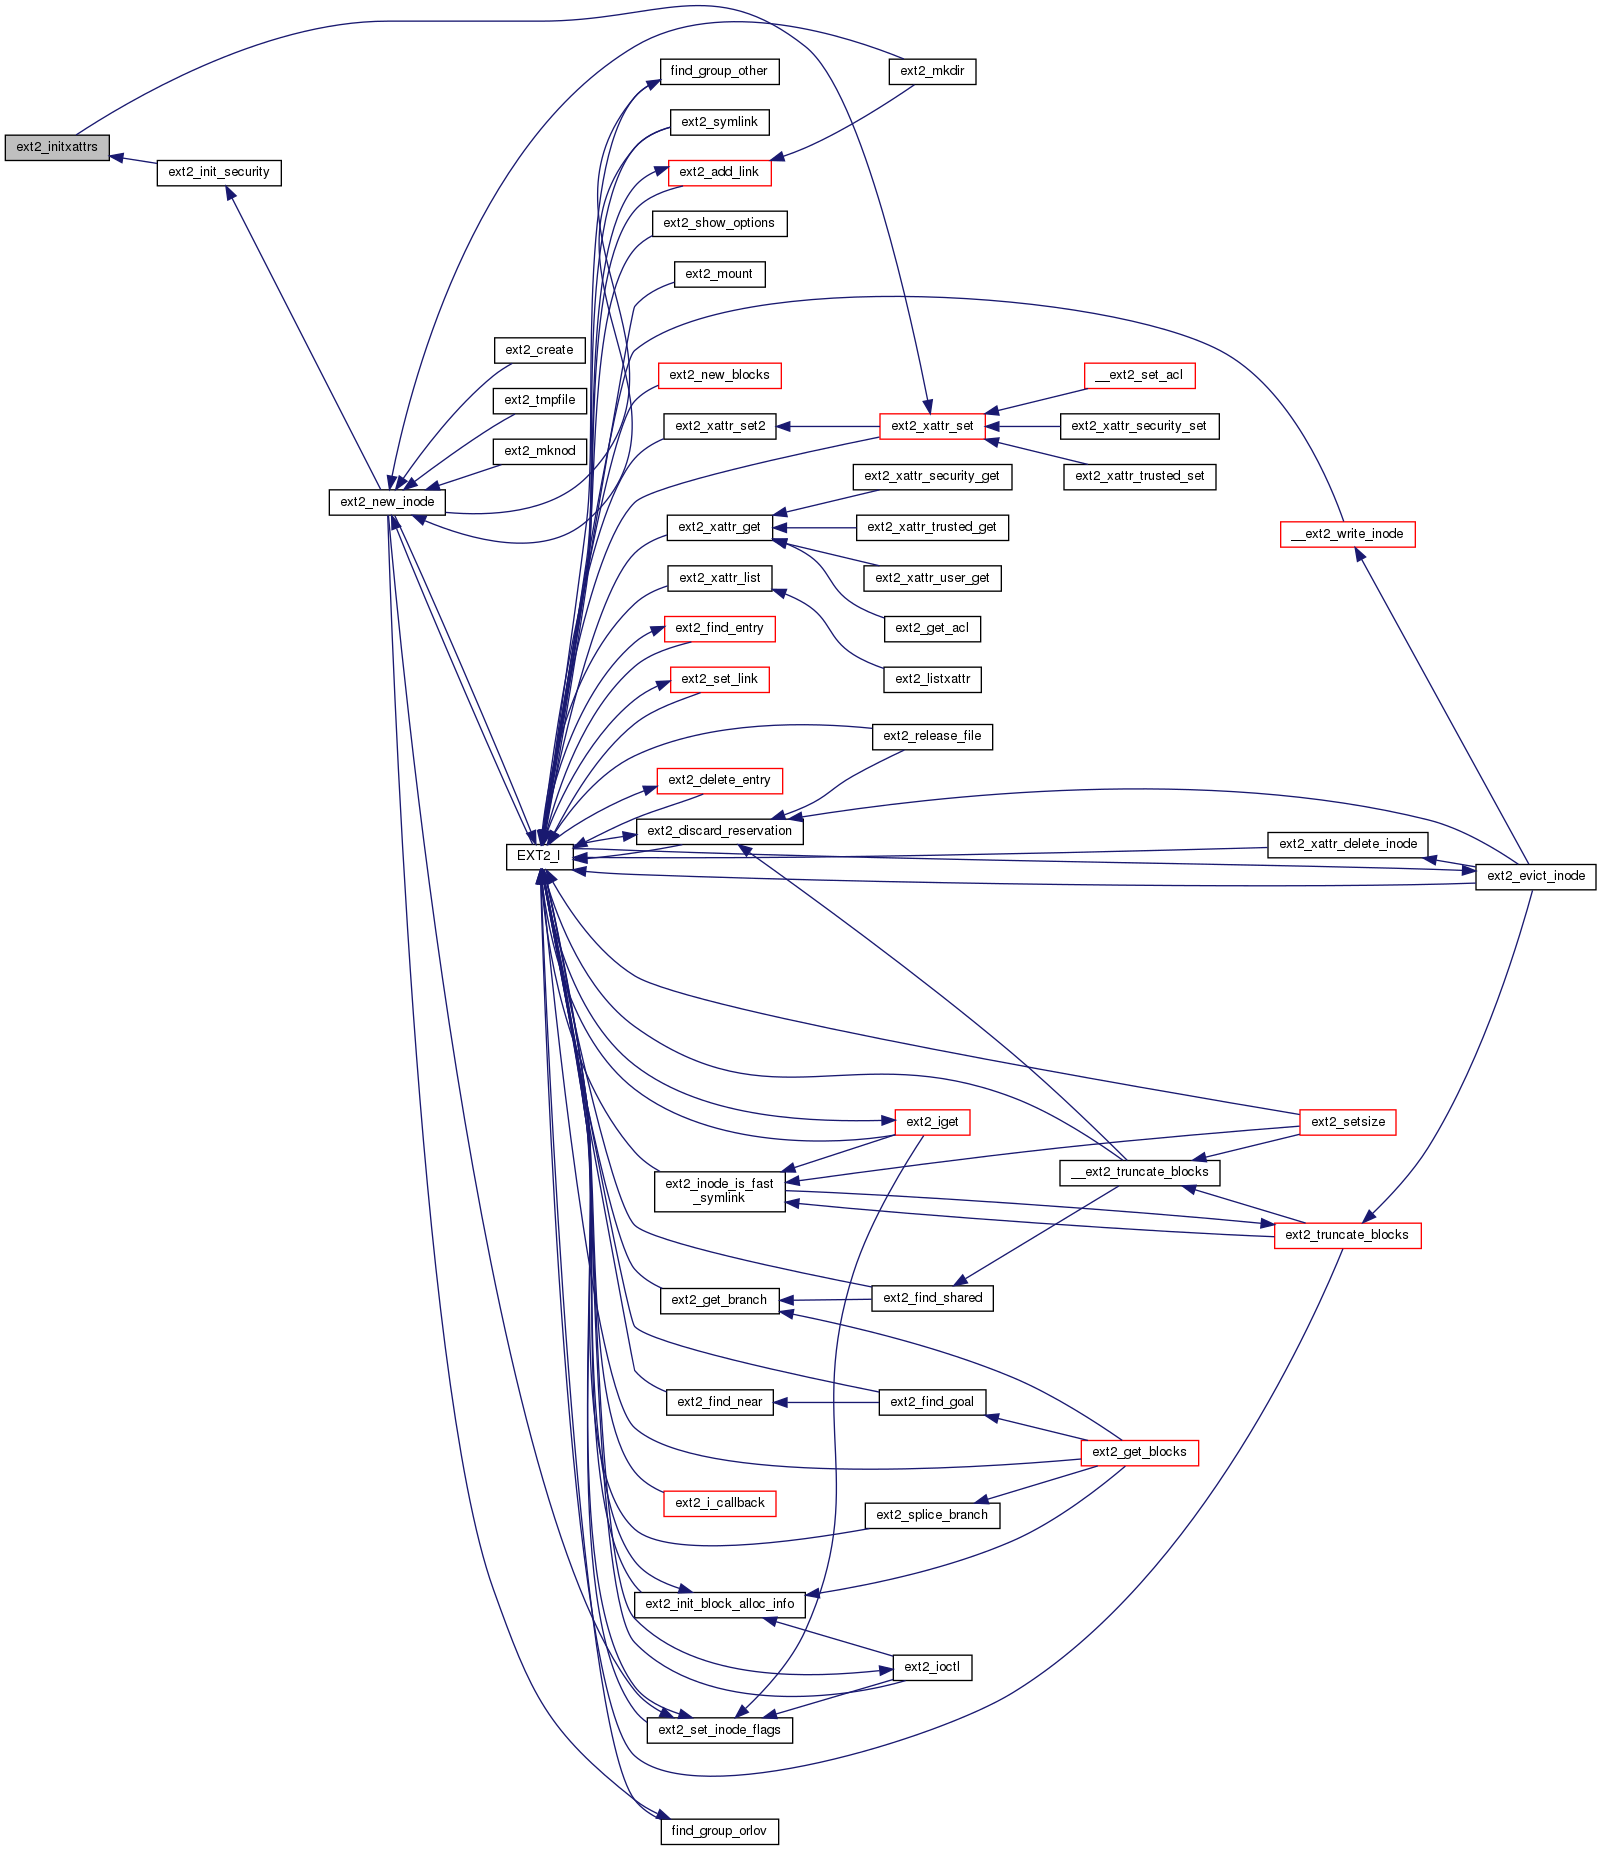 find_group_other
ext2_mkdir
ext2_symlink
ext2_initxattrs
ext2_init_security
ext2_add_link
ext2_show_options
ext2_mount
ext2_create
ext2_new_blocks
__ext2_set_acl
ext2_tmpfile
ext2_xattr_set2
ext2_xattr_set
ext2_xattr_security_set
ext2_mknod
ext2_xattr_security_get
ext2_xattr_trusted_set
ext2_new_inode
ext2_xattr_get
ext2_xattr_trusted_get
__ext2_write_inode
ext2_xattr_list
ext2_xattr_user_get
ext2_find_entry
ext2_get_acl
ext2_set_link
ext2_listxattr
ext2_release_file
ext2_delete_entry
ext2_discard_reservation
ext2_xattr_delete_inode
EXT2_I
ext2_evict_inode
ext2_iget
ext2_setsize
__ext2_truncate_blocks
ext2_inode_is_fast
_symlink
ext2_truncate_blocks
ext2_get_branch
ext2_find_shared
ext2_find_near
ext2_find_goal
ext2_get_blocks
ext2_i_callback
ext2_splice_branch
ext2_init_block_alloc_info
ext2_ioctl
ext2_set_inode_flags
find_group_orlov